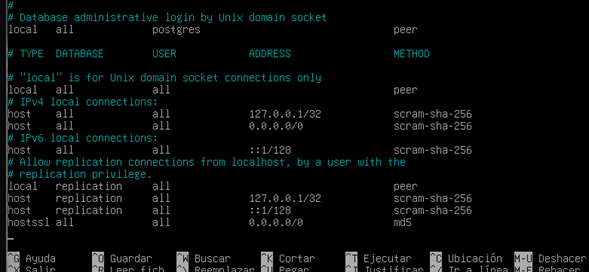 #
# Database administrative login by Unix domain socket
local   all             postgres                                peer

# TYPE  DATABASE        USER            ADDRESS                 METHOD

# "local" is for Unix domain socket connections only
local   all             all                                     peer
# IPv4 local connections:
host    all             all             127.0.0.1/32            scram-sha-256
host    all             all             0.0.0.0/0               scram-sha-256
# IPv6 local connections:
host    all             all             ::1/128                 scram-sha-256
# Allow replication connections from localhost, by a user with the
# replication privilege.
local   replication     all                                     peer
host    replication     all             127.0.0.1/32            scram-sha-256
host    replication     all             ::1/128                 scram-sha-256
hostssl all             all             0.0.0.0/0               md5
^G Ayuda ^O Guardar ^W Buscar ^K Cortar ^T Ejecutar ^C Ubicación M-U Deshacer
^X Salir ^R Leer fich. ^\ Reemplazar ^U Pegar ^J Justificar ^/ Ir a línea M-E Rehacer